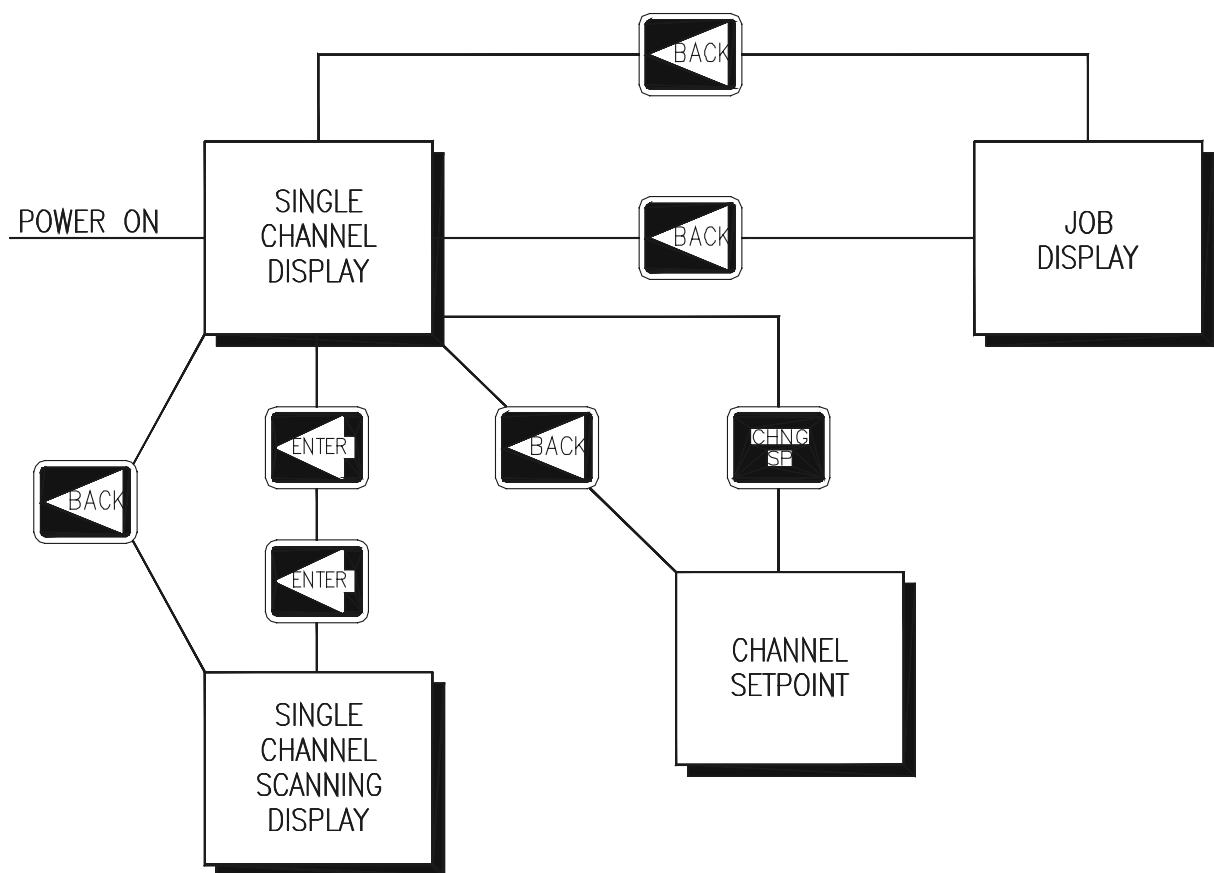 BACK
POWER ON
SINGLE
CHANNEL
DISPLAY
BACK
JOB
DISPLAY
ENTER
BACK
CHNG
SP
BACK
ENTER
CHANNEL
SETPOINT
SINGLE
CHANNEL
SCANNING
DISPLAY